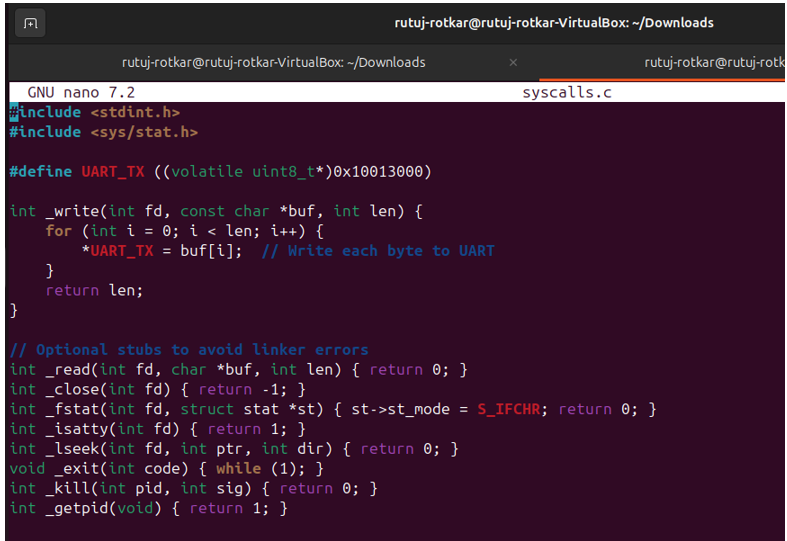 rutuj-rotkar@rutuj-rotkar-VirtualBox: ~/Downloads
rutuj-rotkar@rutuj-rotkar-VirtualBox: ~/Downloads × rutuj-rotkar@rutuj-rotk
GNU nano 7.2 syscalls.c
#include <stdint.h>
#include <sys/stat.h>
#define UART_TX ((volatile uint8_t*)0x10013000)
int _write(int fd, const char *buf, int len) {
    for (int i = 0; i < len; i++) {
        *UART_TX = buf[i];  // Write each byte to UART
    }
    return len;
}
// Optional stubs to avoid linker errors
int _read(int fd, char *buf, int len) { return 0; }
int _close(int fd) { return -1; }
int _fstat(int fd, struct stat *st) { st->st_mode = S_IFCHR; return 0; }
int _isatty(int fd) { return 1; }
int _lseek(int fd, int ptr, int dir) { return 0; }
void _exit(int code) { while (1); }
int _kill(int pid, int sig) { return 0; }
int _getpid(void) { return 1; }